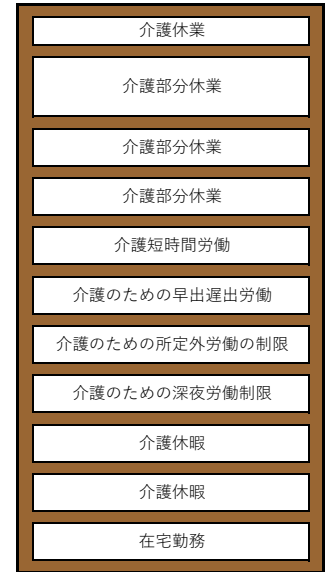 介護休業
介護部分休業
介護部分休業
介護部分休業
介護短時間労働
介護のための早出遅出労働
介護のための所定外労働の制限
介護のための深夜労働制限
介護休暇
介護休暇
在宅勤務